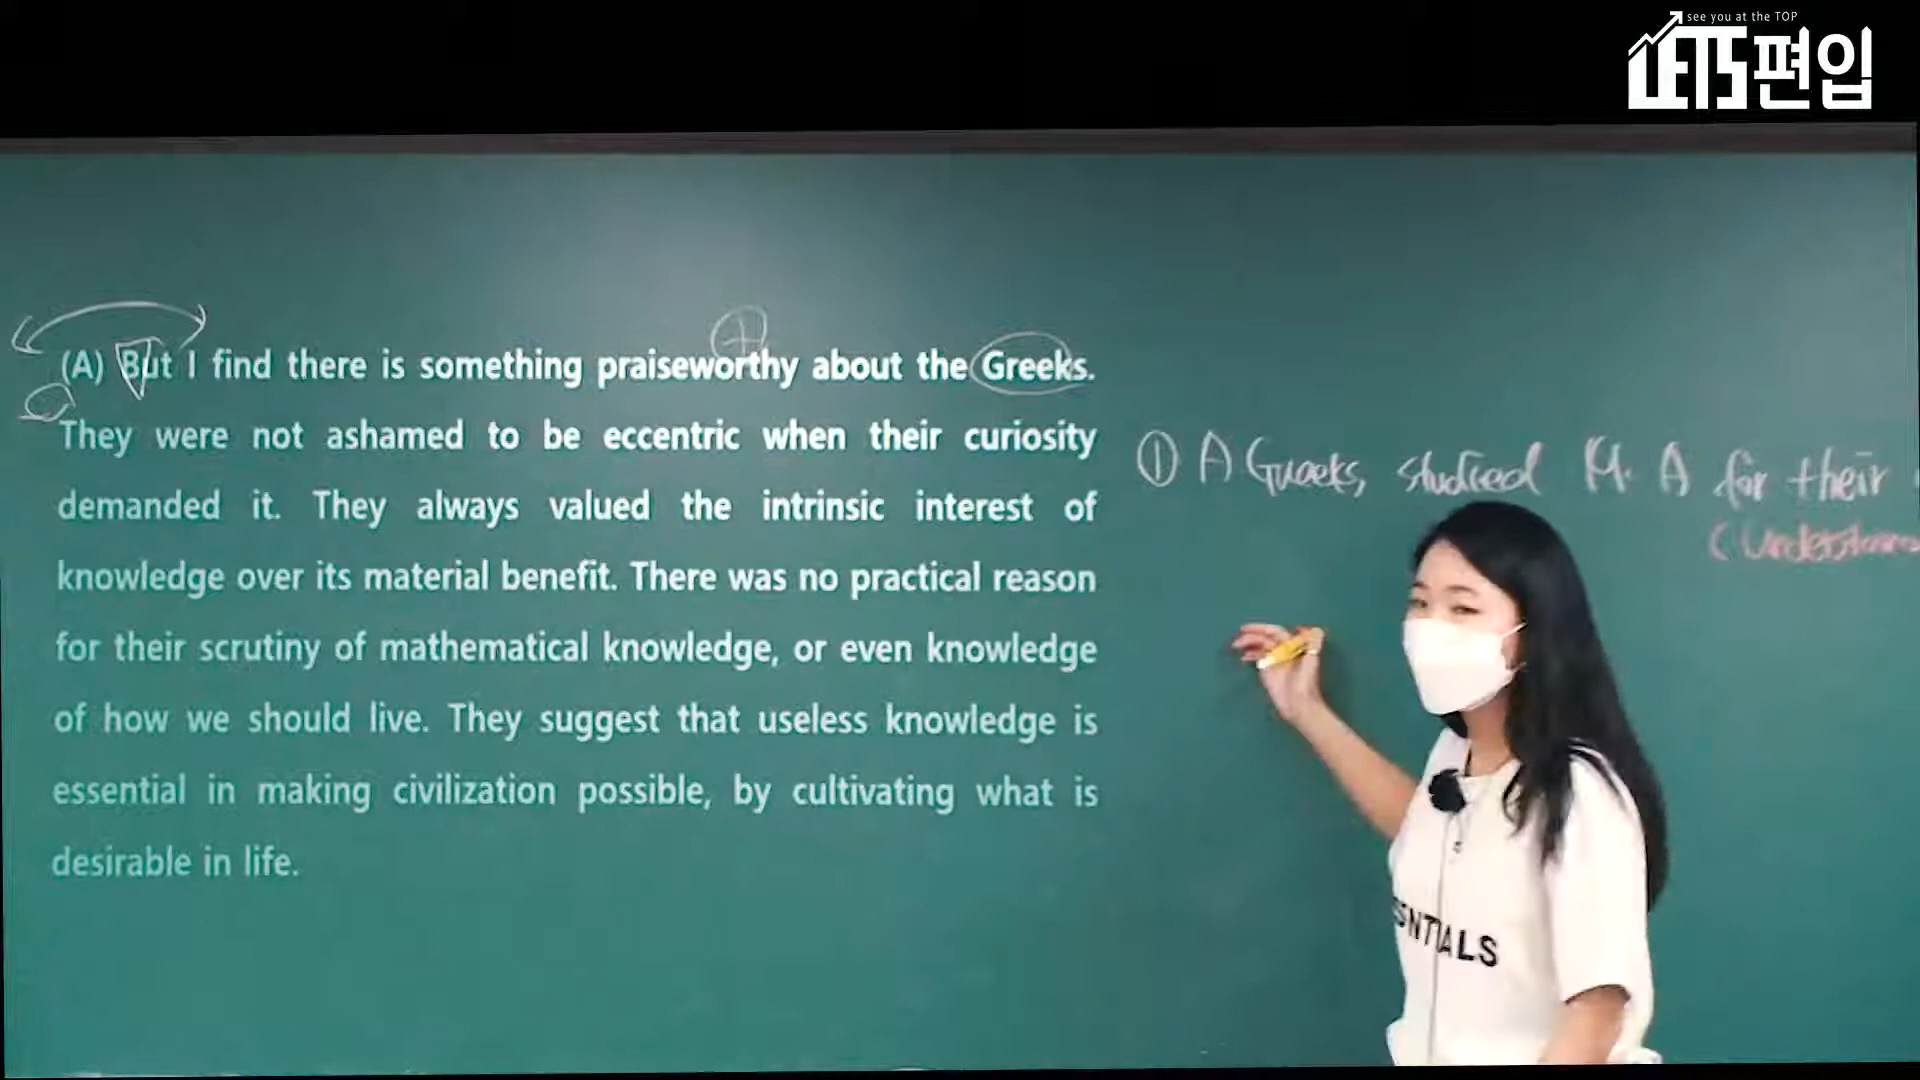 see you at the TOP
LETS편입
(A) But I find there is something praiseworthy about the Greeks.
They were not ashamed to be eccentric when their curiosity
demanded it. They always valued the intrinsic interest of
knowledge over its material benefit. There was no practical reason
for their scrutiny of mathematical knowledge, or even knowledge
of how we should live. They suggest that useless knowledge is
essential in making civilization possible, by cultivating what is
desirable in life.
① A Greeks, studied M. A for their